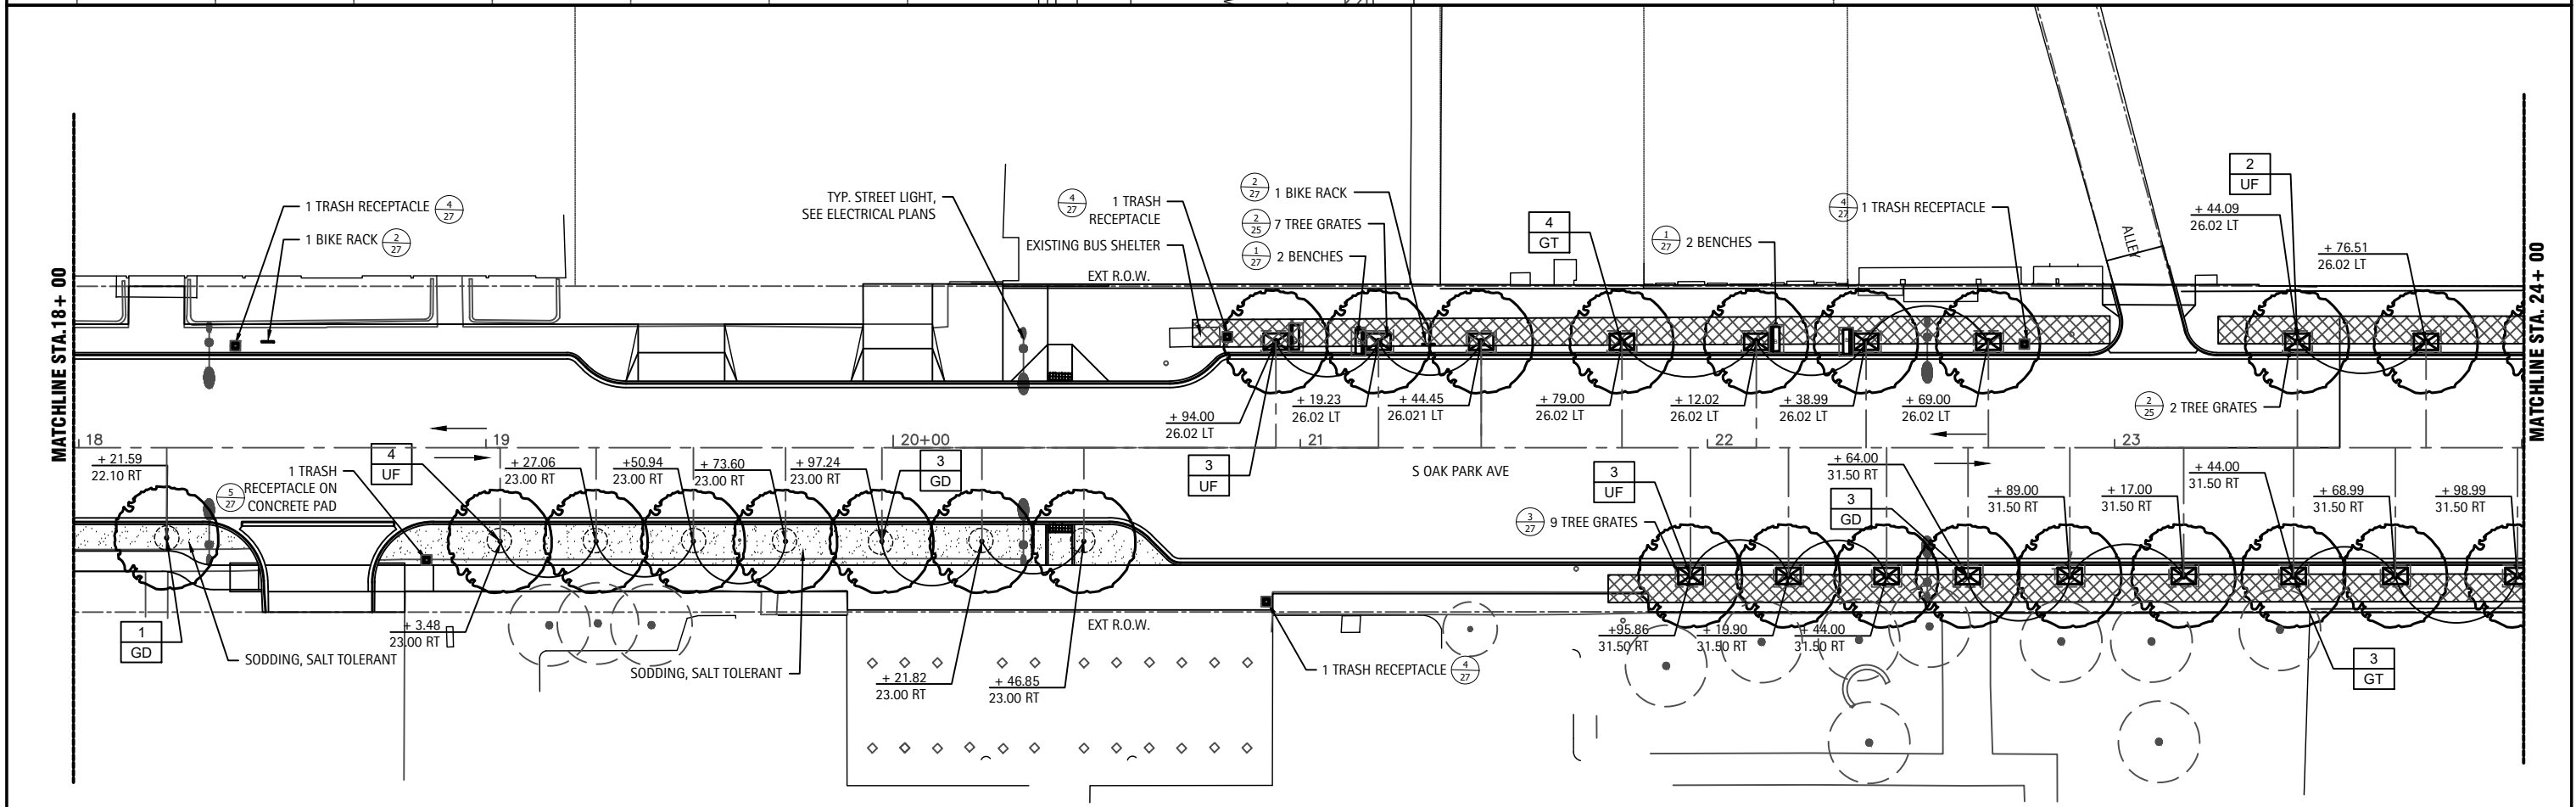 MATCHLINE STA.18+ 00
1 TRASH RECEPTACLE
4
27
1 BIKE RACK
2
27
TYP. STREET LIGHT,
SEE ELECTRICAL PLANS
4
27
1 TRASH
RECEPTACLE
EXISTING BUS SHELTER
EXT R.O.W.
2
27
1 BIKE RACK
2
25
7 TREE GRATES
1
27
2 BENCHES
4
GT
1
27
2 BENCHES
4
27
1 TRASH RECEPTACLE
ALLEY
2
UF
+ 44.09
26.02 LT
+ 76.51
26.02 LT
MATCHLINE STA. 24+ 00
+ 94.00
26.02 LT
+ 19.23
26.02 LT
+ 44.45
26.021 LT
+ 79.00
26.02 LT
+ 12.02
26.02 LT
+ 38.99
26.02 LT
+ 69.00
26.02 LT
2
25
2 TREE GRATES
18
19
20+00
21
22
23
+ 21.59
22.10 RT
5
27
1 TRASH
RECEPTACLE ON
CONCRETE PAD
4
UF
+ 27.06
23.00 RT
+50.94
23.00 RT
+ 73.60
23.00 RT
+ 97.24
23.00 RT
3
GD
3
UF
S OAK PARK AVE
3
UF
3
27
9 TREE GRATES
+ 64.00
31.50 RT
3
GD
+ 89.00
31.50 RT
+ 17.00
31.50 RT
+ 44.00
31.50 RT
+ 68.99
31.50 RT
+ 98.99
31.50 RT
1
GD
SODDING, SALT TOLERANT
+ 3.48
23.00 RT
SODDING, SALT TOLERANT
+ 21.82
23.00 RT
+ 46.85
23.00 RT
EXT R.O.W.
1 TRASH RECEPTACLE
4
27
+95.86
31.50 RT
+ 19.90
31.50 RT
+ 44.00
31.50 RT
3
GT